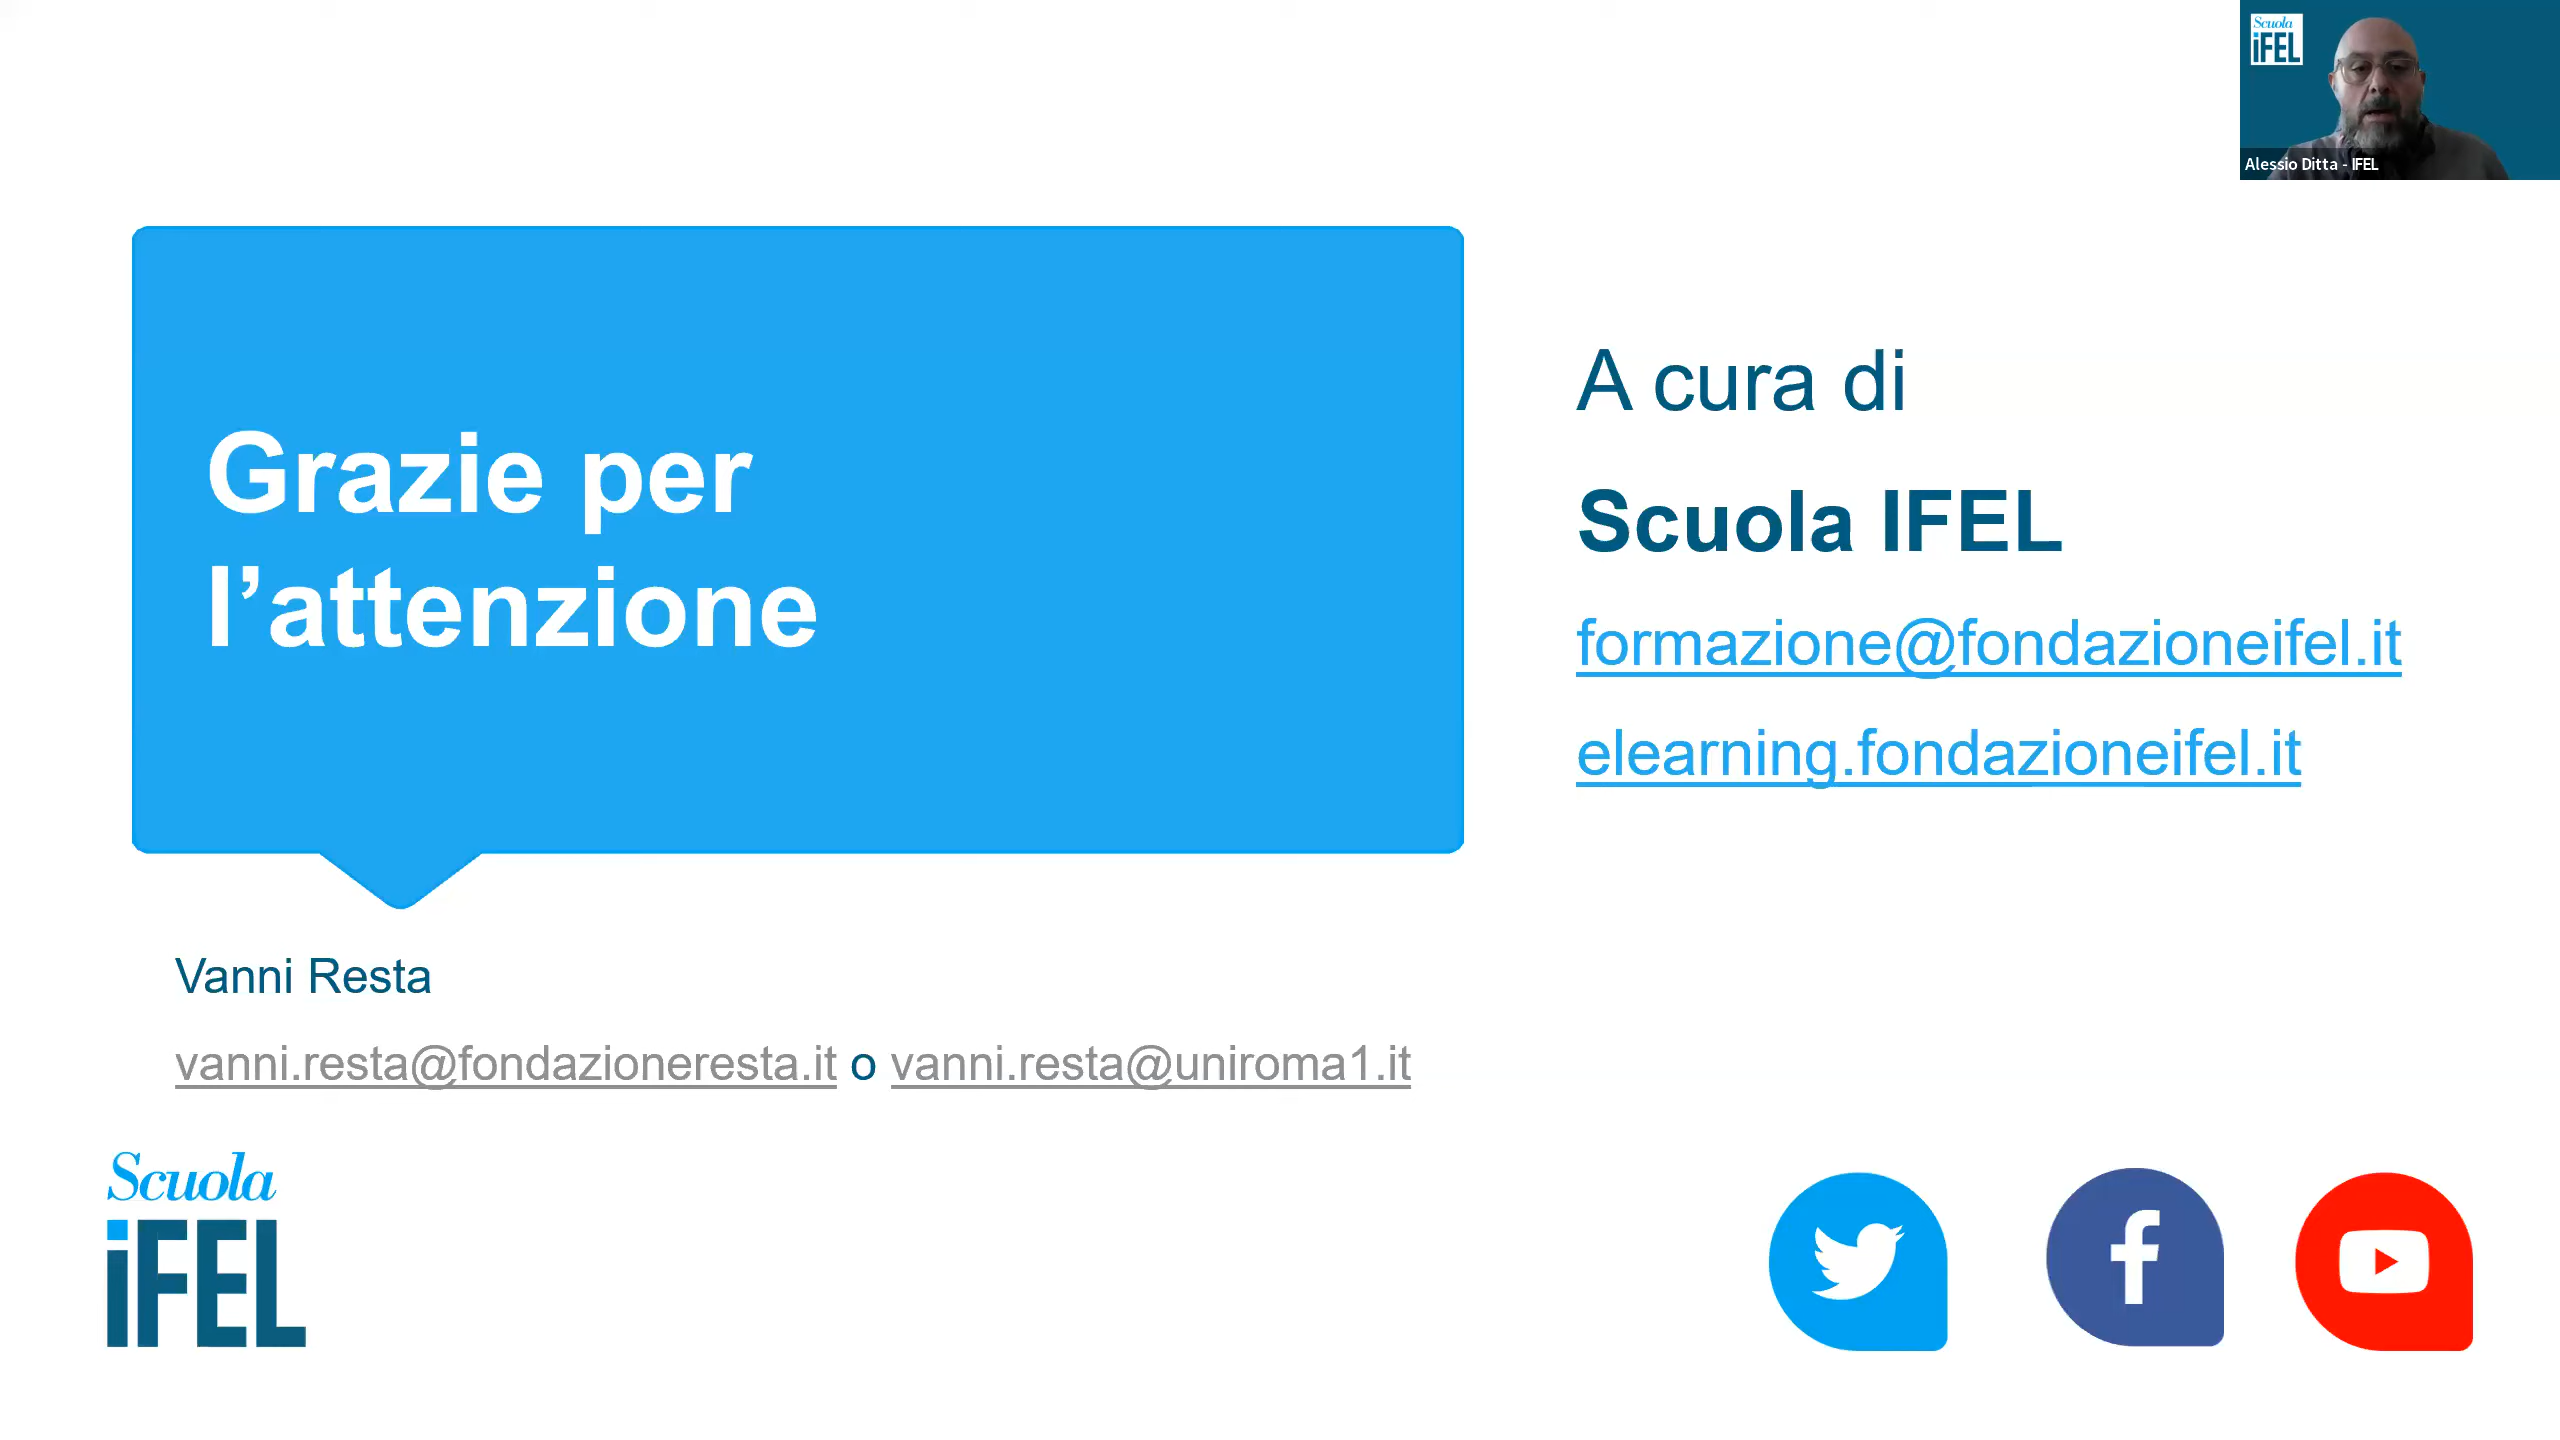 Scuola
iFEL
Alessio Ditta - IFEL
Grazie per
l’attenzione
A cura di
Scuola IFEL
formazione@fondazioneifel.it
elearning.fondazioneifel.it
Vanni Resta
vanni.resta@fondazioneresta.it o vanni.resta@uniroma1.it
Scuola
iFEL